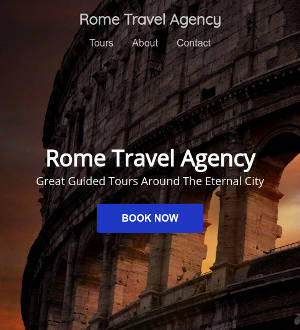 Rome Travel Agency
Tours About Contact
Rome Travel Agency
Great Guided Tours Around The Eternal City
BOOK NOW